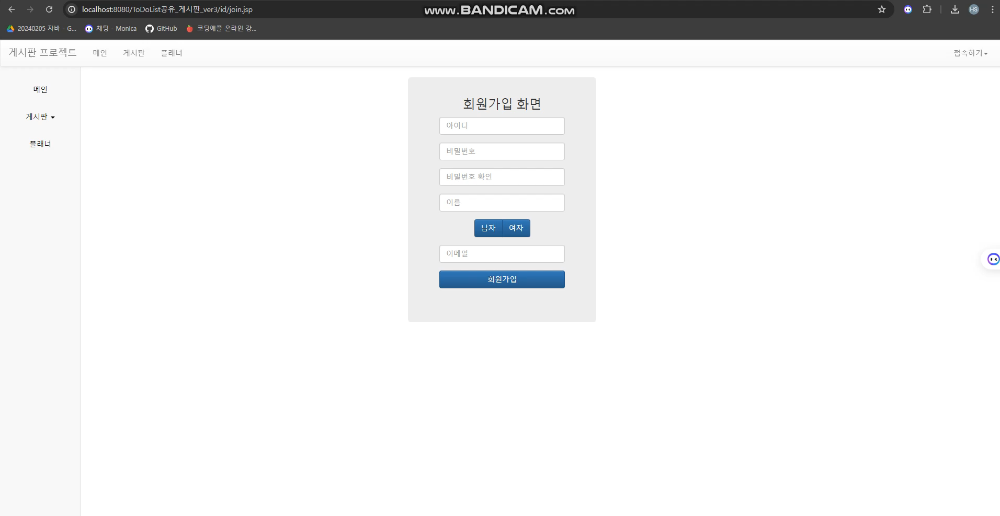 localhost:8080/ToDoList공유_게시판_ver3/id/join.jsp
www.BANDICAM.com
HS
20240205 자바 - G...
채팅 - Monica
GitHub
코딩애플 온라인 강...
게시판 프로젝트
메인
게시판
플래너
접속하기
메인
게시판
플래너
회원가입 화면
아이디
비밀번호
비밀번호 확인
이름
남자 여자
이메일
회원가입